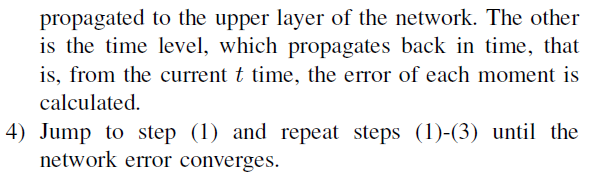 propagated to the upper layer of the network. The other
is the time level, which propagates back in time, that
is, from the current t time, the error of each moment is
calculated.
4) Jump to step (1) and repeat steps (1)-(3) until the
network error converges.